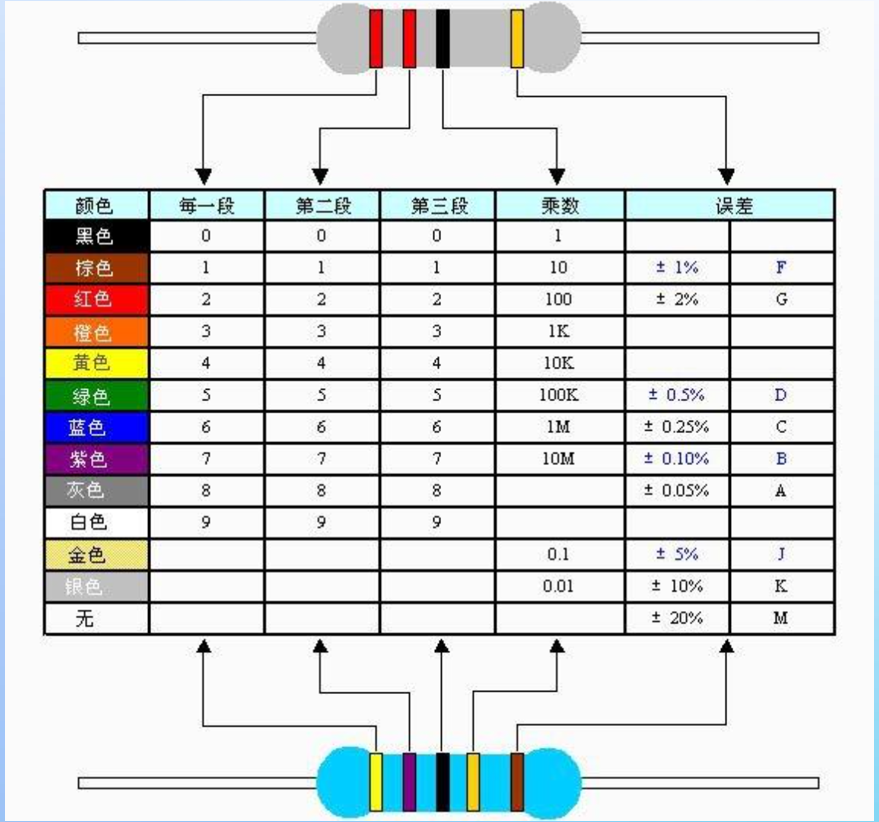 颜色 每一段 第二段 第三段 乘数 误差
黑色 0 0 0 1
棕色 1 1 1 10 ± 1% F
红色 2 2 2 100 ± 2% G
橙色 3 3 3 1K
黄色 4 4 4 10K
绿色 5 5 5 100K ± 0.5% D
蓝色 6 6 6 1M ± 0.25% C
紫色 7 7 7 10M ± 0.10% B
灰色 8 8 8 ± 0.05% A
白色 9 9 9
金色 0.1 ± 5% J
银色 0.01 ± 10% K
无 ± 20% M